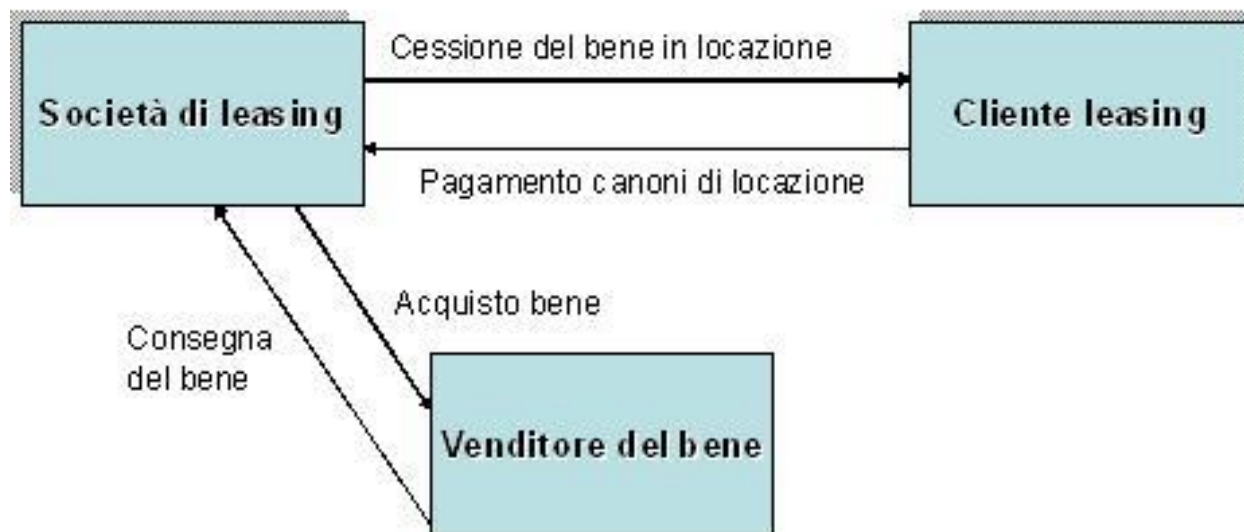 Cessione del bene in locazione
Società di leasing
Cliente leasing
Pagamento canoni di locazione
Acquisto bene
Consegna
del bene
Venditore del bene